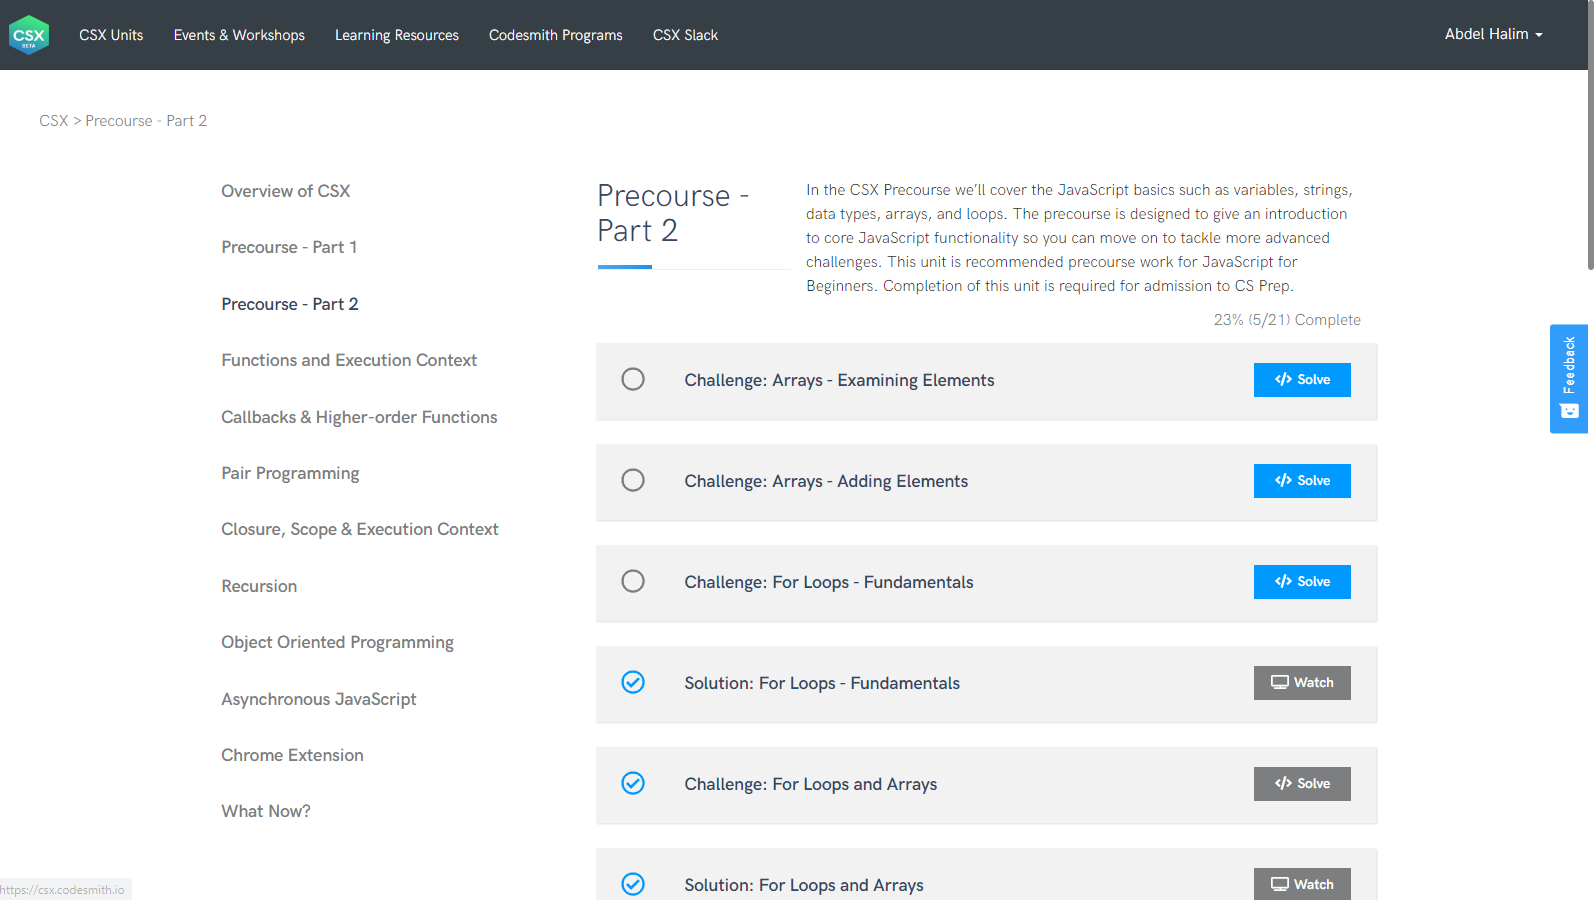 CSX
BETA
CSX Units
Events & Workshops
Learning Resources
Codesmith Programs
CSX Slack
Abdel Halim
CSX > Precourse - Part 2
Overview of CSX
Precourse - Part 1
Precourse - Part 2
Functions and Execution Context
Callbacks & Higher-order Functions
Pair Programming
Closure, Scope & Execution Context
Recursion
Object Oriented Programming
Asynchronous JavaScript
Chrome Extension
What Now?
Precourse -
Part 2
In the CSX Precourse we’ll cover the JavaScript basics such as variables, strings,
data types, arrays, and loops. The precourse is designed to give an introduction
to core JavaScript functionality so you can move on to tackle more advanced
challenges. This unit is recommended precourse work for JavaScript for
Beginners. Completion of this unit is required for admission to CS Prep.
23% (5/21) Complete
Challenge: Arrays - Examining Elements
</> Solve
Challenge: Arrays - Adding Elements
</> Solve
Challenge: For Loops - Fundamentals
</> Solve
Solution: For Loops - Fundamentals
Watch
Challenge: For Loops and Arrays
</> Solve
Solution: For Loops and Arrays
Watch
Feedback
https://csx.codesmith.io